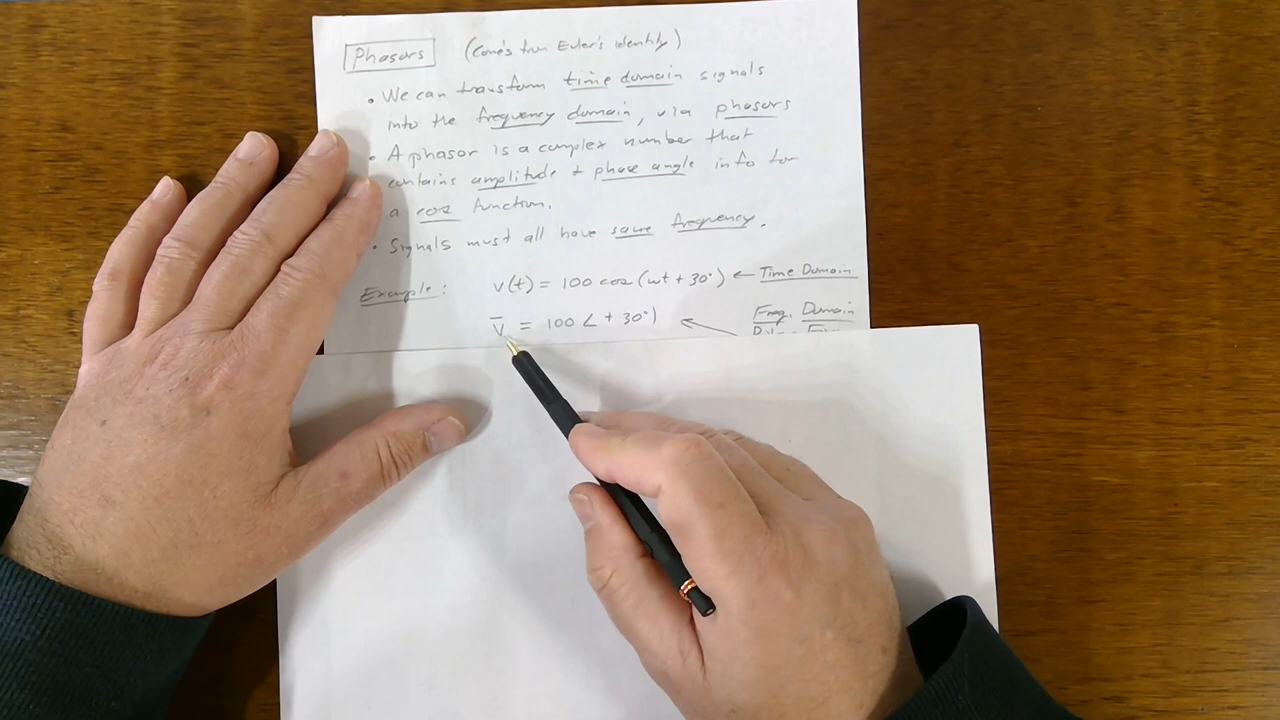 Phasors (Comes from Euler's identity)
• We can transform time domain signals
into the frequency domain, via phasors
• A phasor is a complex number that
contains amplitude + phase angle info for
a cos function.
• Signals must all have same frequency.
Example: v(t) = 100 cos (ωt + 30°) ← Time Domain
V̅ = 100 ∠ + 30°) ← Freq. Domain